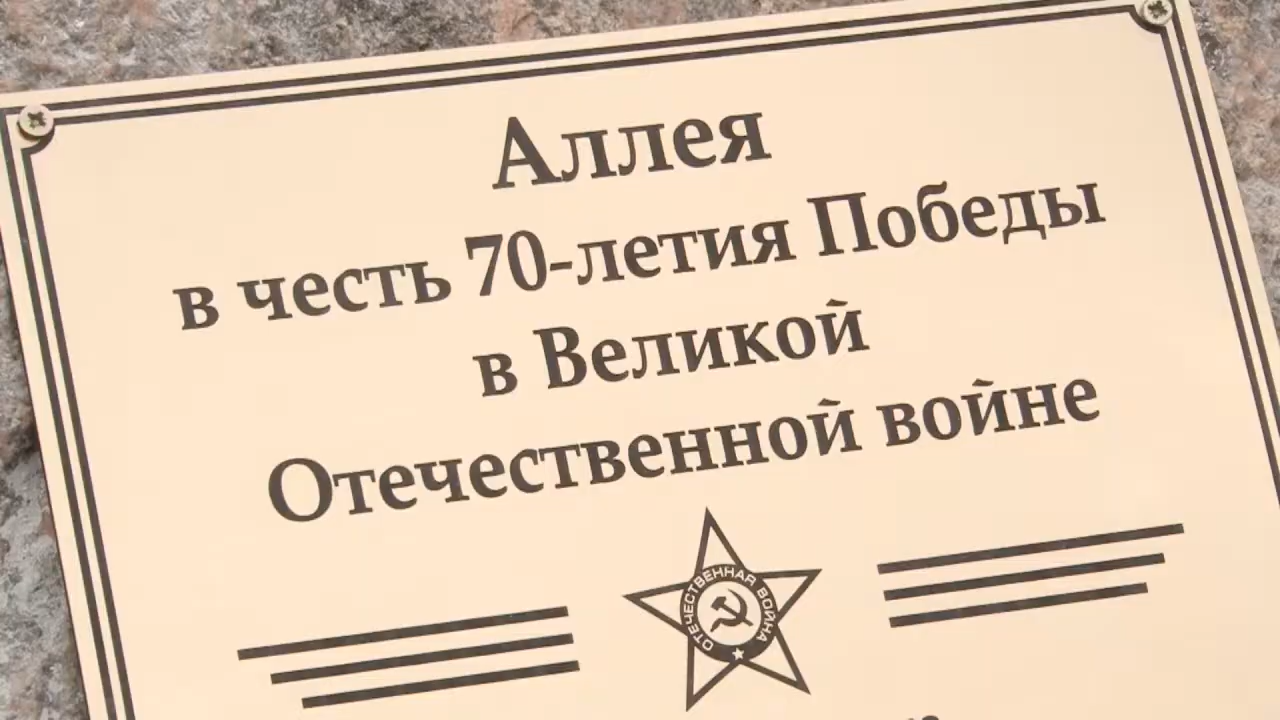 Аллея
в честь 70-летия Победы
в Великой
Отечественной войне
ОТЕЧЕСТВЕННАЯ ВОЙНА